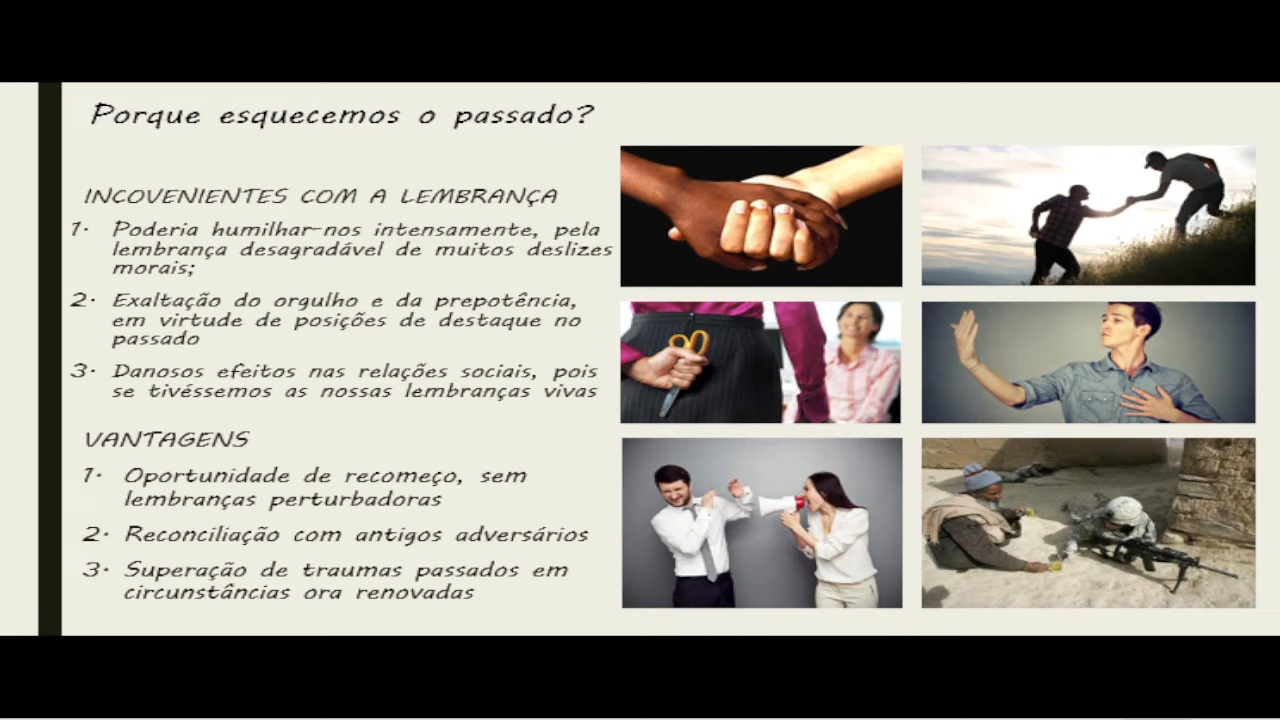 Porque esquecemos o passado?
INCOVENIENTES COM A LEMBRANÇA
1. Poderia humilhar-nos intensamente, pela
lembrança desagradável de muitos deslizes
morais;
2. Exaltação do orgulho e da prepotência,
em virtude de posições de destaque no
passado
3. Danosos efeitos nas relações sociais, pois
se tivéssemos as nossas lembranças vivas
VANTAGENS
1. Oportunidade de recomeço, sem
lembranças perturbadoras
2. Reconciliação com antigos adversários
3. Superação de traumas passados em
circunstâncias ora renovadas